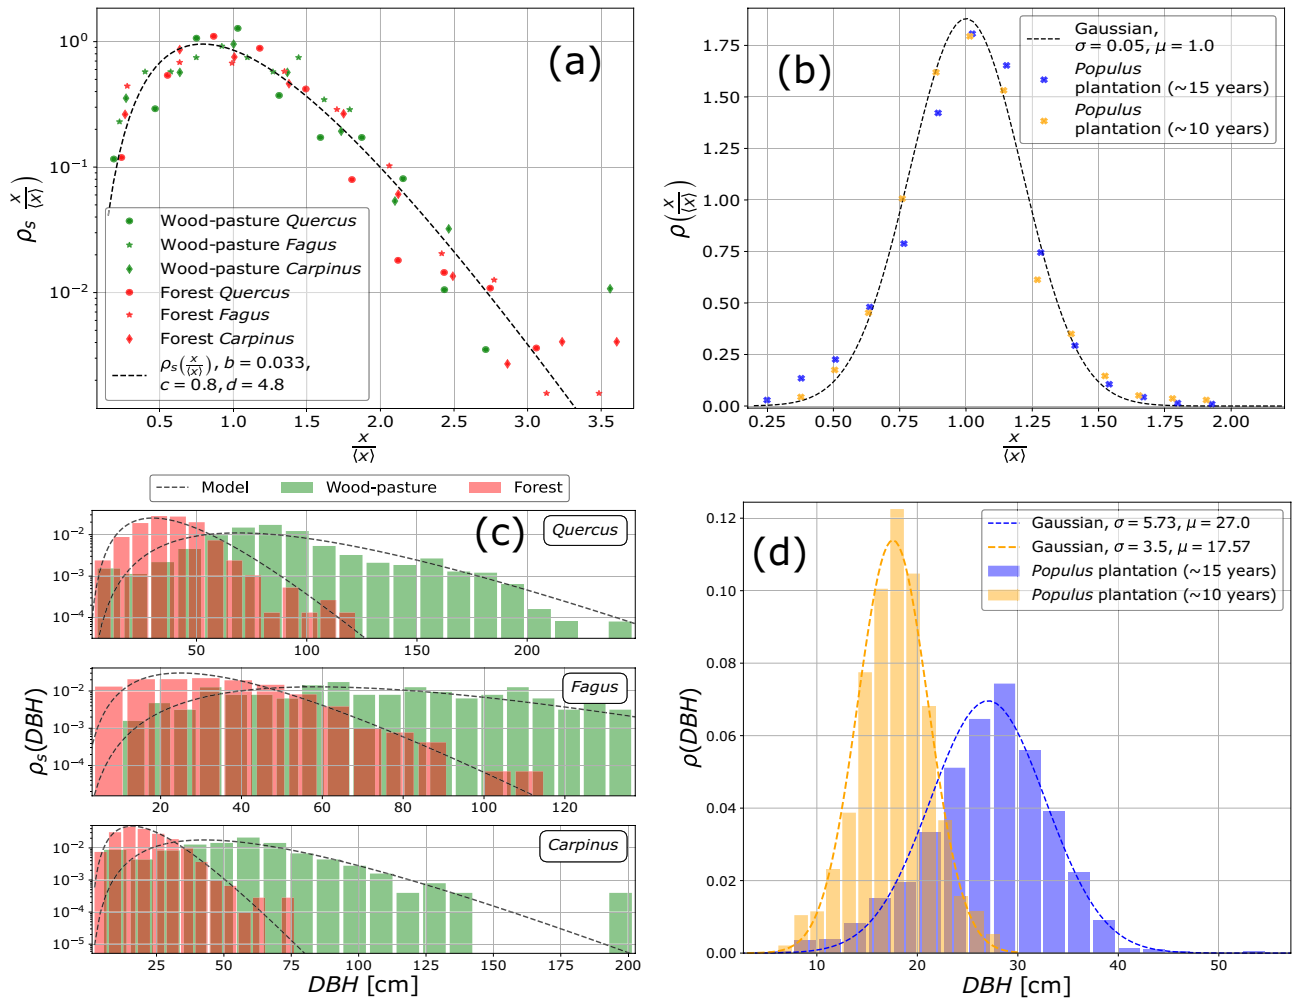 (a)
10⁰
10⁻¹
10⁻²
ρₛ x/⟨x⟩
Wood-pasture Quercus
Wood-pasture Fagus
Wood-pasture Carpinus
Forest Quercus
Forest Fagus
Forest Carpinus
ρₛ(x/⟨x⟩), b = 0.033,
c = 0.8, d = 4.8
0.5 1.0 1.5 2.0 2.5 3.0 3.5
x/⟨x⟩
(b)
Gaussian,
σ = 0.05, μ = 1.0
Populus
plantation (~15 years)
Populus
plantation (~10 years)
1.75
1.50
1.25
1.00
0.75
0.50
0.25
0.00
ρ(x/⟨x⟩)
0.25 0.50 0.75 1.00 1.25 1.50 1.75 2.00
x/⟨x⟩
Model Wood-pasture Forest
(c)
Quercus
10⁻²
10⁻³
10⁻⁴
50 100 150 200
Fagus
10⁻²
10⁻³
10⁻⁴
ρₛ(DBH)
20 40 60 80 100 120
Carpinus
10⁻²
10⁻³
10⁻⁴
10⁻⁵
25 50 75 100 125 150 175 200
DBH [cm]
(d)
Gaussian, σ = 5.73, μ = 27.0
Gaussian, σ = 3.5, μ = 17.57
Populus plantation (~15 years)
Populus plantation (~10 years)
0.12
0.10
0.08
0.06
0.04
0.02
0.00
ρ(DBH)
10 20 30 40 50
DBH [cm]